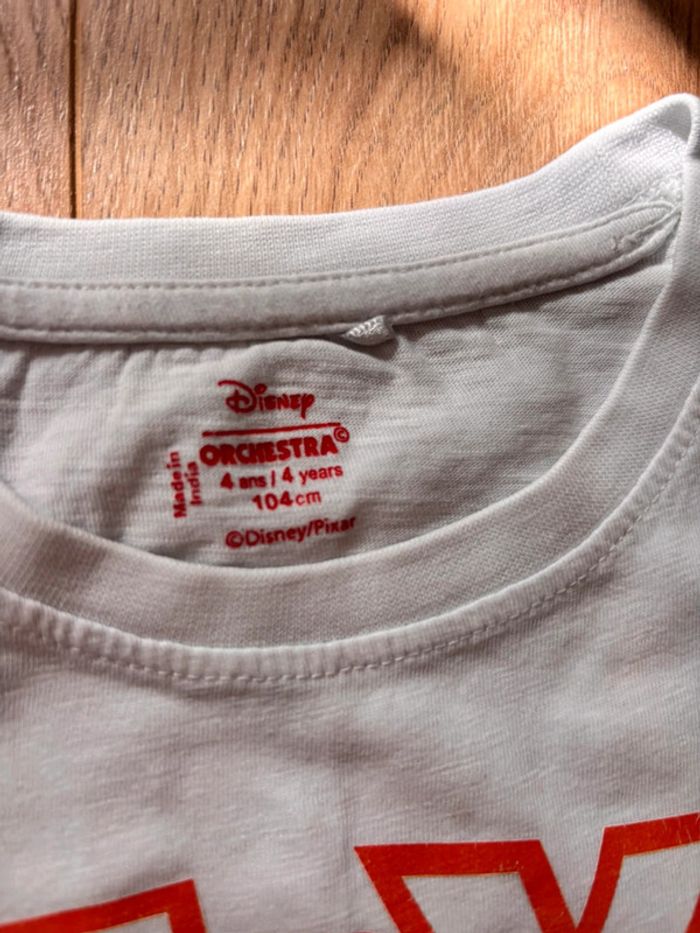 Disney
ORCHESTRA©
4 ans / 4 years
104cm
Made in
India
©Disney/Pixar